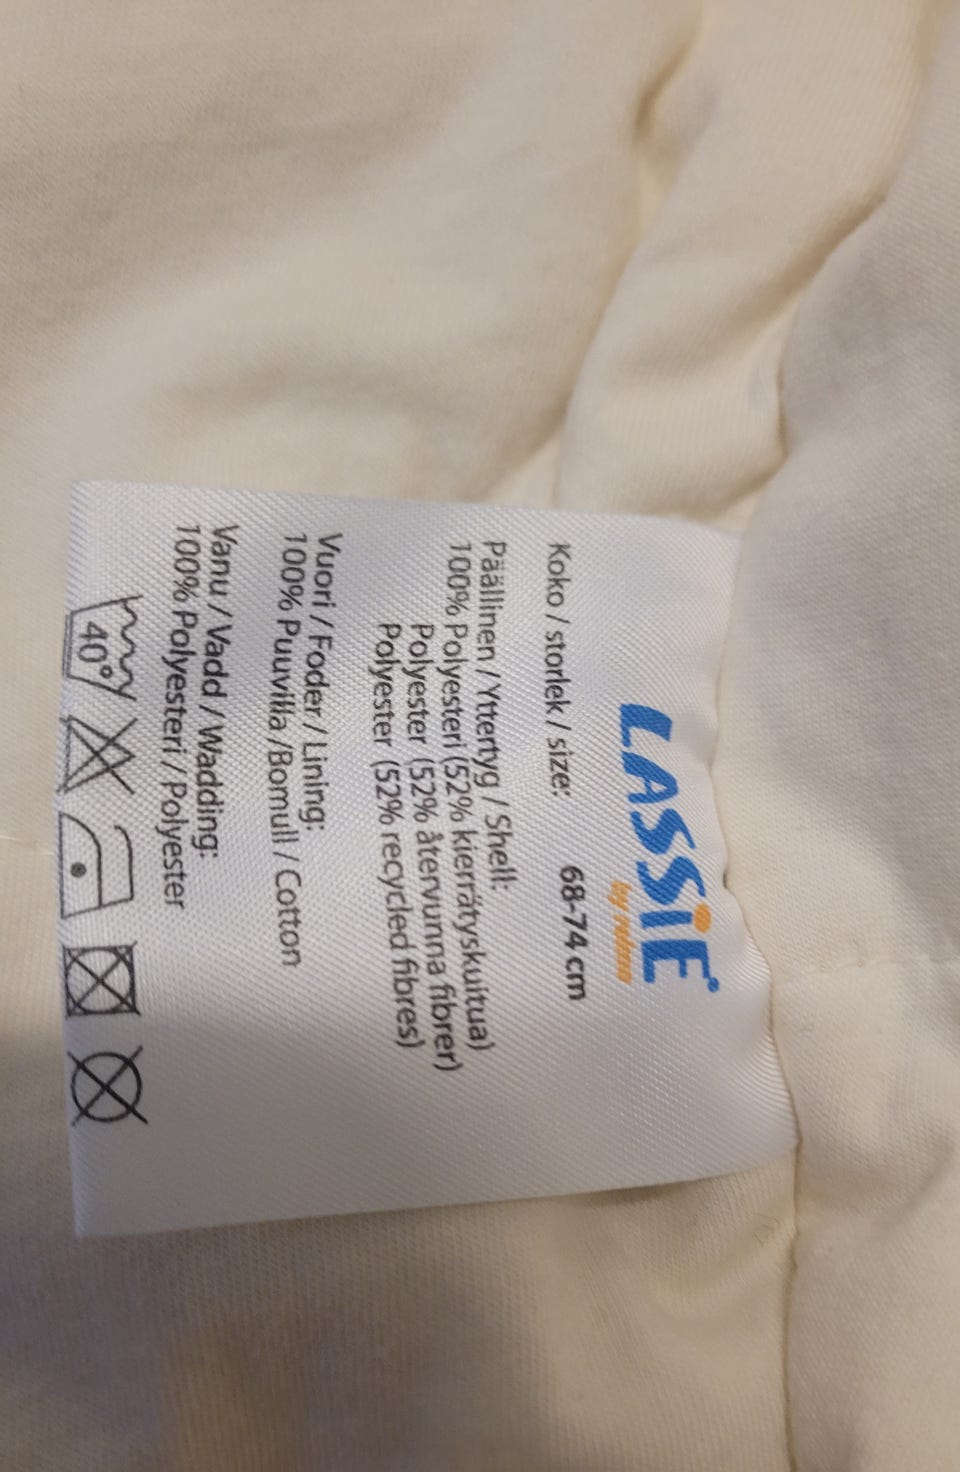 LASSiE®
by reima
Koko / storlek / size: 68-74 cm
Päällinen / Yttertyg / Shell:
100% Polyesteri (52% kierrätyskuitua)
Polyester (52% återvunna fibrer)
Polyester (52% recycled fibres)
Vuori / Foder / Lining:
100% Puuvilla /Bomull / Cotton
Vanu / Vadd / Wadding:
100% Polyesteri / Polyester
40°